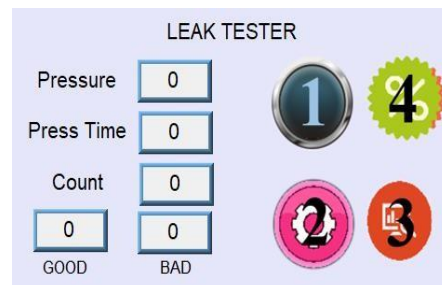 LEAK TESTER
Pressure 0
Press Time 0
Count 0
0 0
GOOD BAD
1 4
2 3